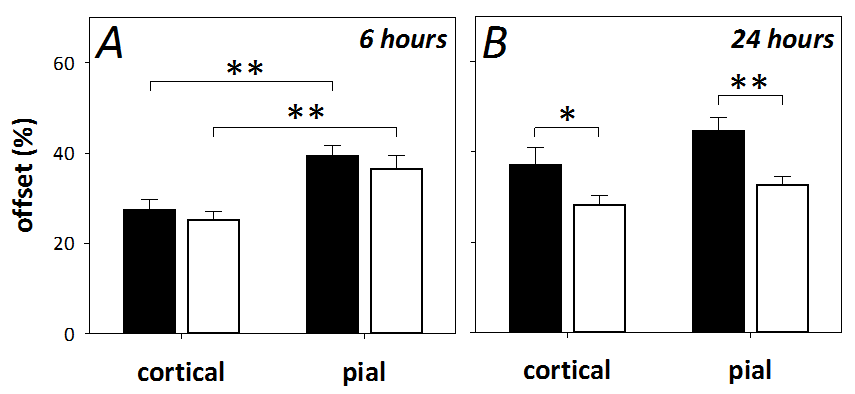 A 6 hours
B 24 hours
60
**
**
*
**
40
20
0
offset (%)
cortical pial
cortical pial